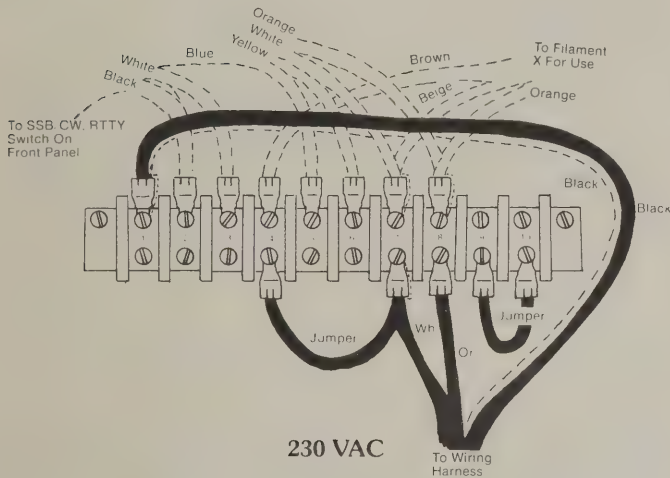 Orange
White
Yellow
Blue
White
Black
Brown
To Filament
X For Use
Beige
Orange
To SSB, CW, RTTY
Switch On
Front Panel
Black
Black
Jumper
Wh
Or
Jumper
230 VAC
To Wiring
Harness